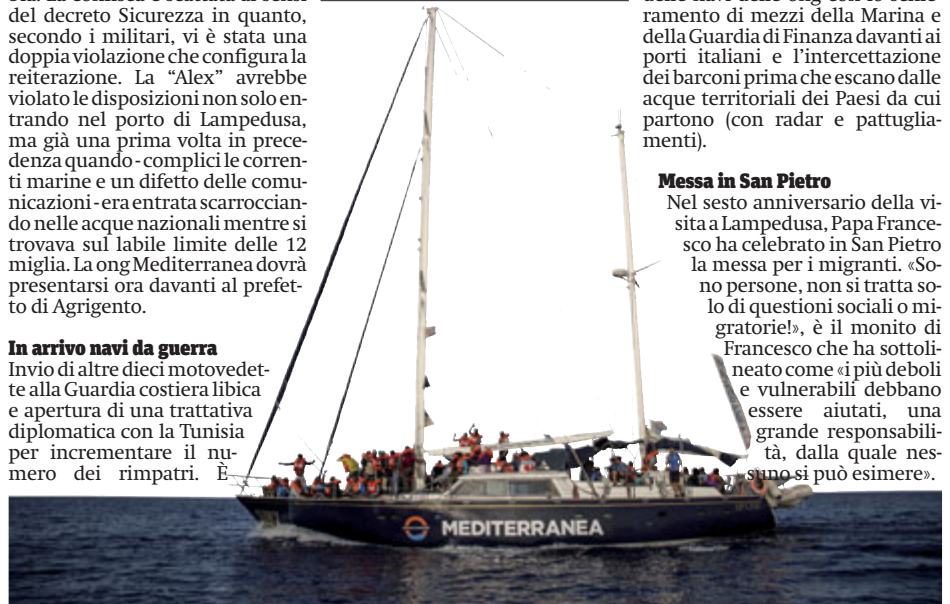 del decreto Sicurezza in quanto,
secondo i militari, vi è stata una
doppia violazione che configura la
reiterazione. La “Alex” avrebbe
violato le disposizioni non solo en-
trando nel porto di Lampedusa,
ma già una prima volta in prece-
denza quando - complici le corren-
ti marine e un difetto delle comu-
nicazioni - era entrata scarroccian-
do nelle acque nazionali mentre si
trovava sul labile limite delle 12
miglia. La ong Mediterranea dovrà
presentarsi ora davanti al prefet-
to di Agrigento.
In arrivo navi da guerra
Invio di altre dieci motovedet-
te alla Guardia costiera libica
e apertura di una trattativa
diplomatica con la Tunisia
per incrementare il nu-
mero dei rimpatri. È
ramento di mezzi della Marina e
della Guardia di Finanza davanti ai
porti italiani e l’intercettazione
dei barconi prima che escano dalle
acque territoriali dei Paesi da cui
partono (con radar e pattuglia-
menti).
Messa in San Pietro
Nel sesto anniversario della vi-
sita a Lampedusa, Papa France-
sco ha celebrato in San Pietro
la messa per i migranti. «So-
no persone, non si tratta so-
lo di questioni sociali o mi-
gratorie!», è il monito di
Francesco che ha sottoli-
neato come «i più deboli
e vulnerabili debbano
essere aiutati, una
grande responsabili-
tà, dalla quale nes-
suno si può esimere».
MEDITERRANEA